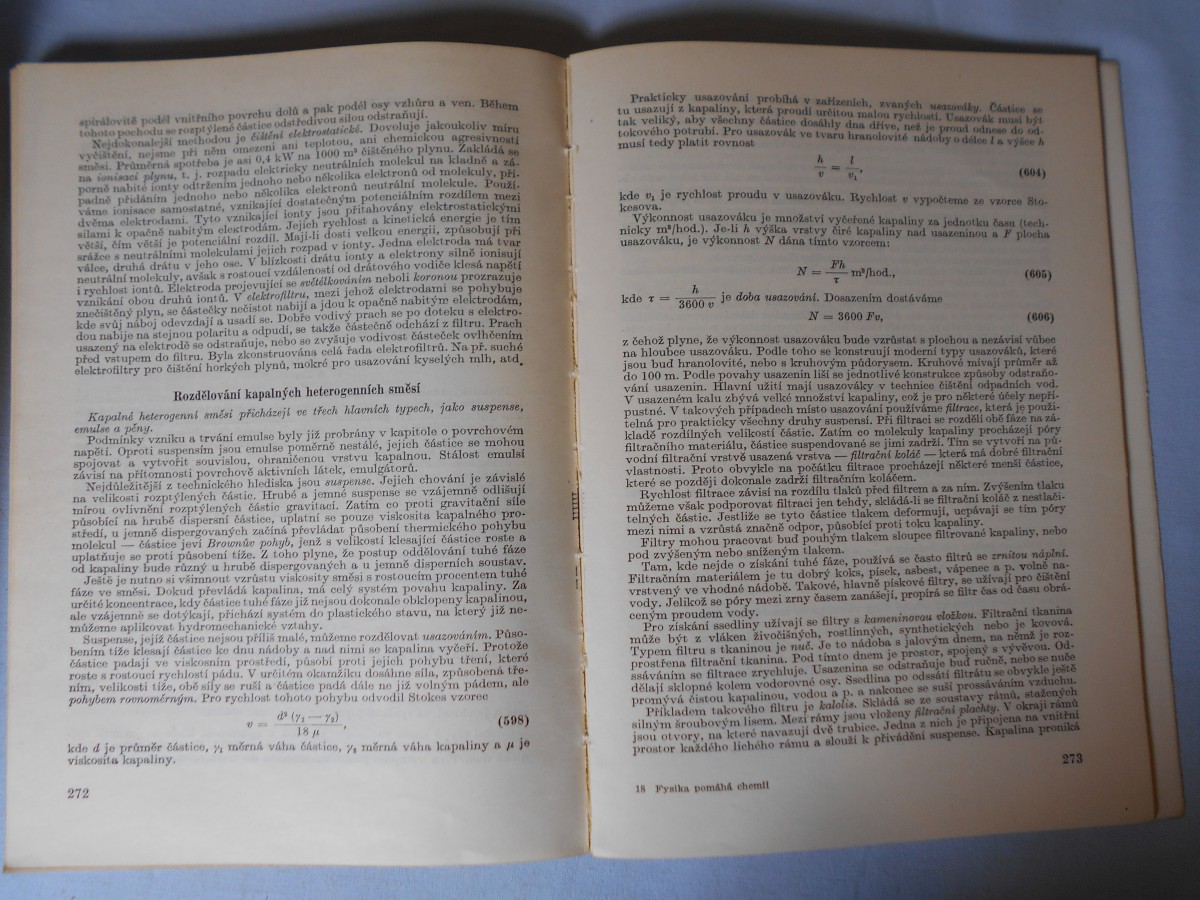 spirálovitě podél vnitřního povrchu dolů a pak podél osy vzhůru a ven. Během
tohoto pochodu se rozptýlené částice odstředivou silou odstraňují.
Nejdokonalejší methodou je čištění elektrostatické. Dovoluje jakoukoliv míru
vyčištění, nejsme při něm omezeni ani teplotou, ani chemickou agresivností
směsi. Průměrná spotřeba je asi 0,4 kW na 1000 m³ čištěného plynu. Zakládá se
na ionisaci plynu, t. j. rozpadu elektricky neutrálních molekul na kladně a zá-
porně nabité ionty odtržením jednoho nebo několika elektronů od molekuly, pří-
padně přidáním jednoho nebo několika elektronů neutrální molekule. Použí-
váme ionisace samostatné, vznikající dostatečným potenciálním rozdílem mezi
dvěma elektrodami. Tyto vznikající ionty jsou přitahovány elektrostatickými
silami k opačně nabitým elektrodám. Jejich rychlost a kinetická energie je tím
větší, čím větší je potenciální rozdíl. Mají-li dosti velkou energii, způsobují při
srážce s neutrálními molekulami jejich rozpad v ionty. Jedna elektroda má tvar
válce, druhá drátu v jeho ose. V blízkosti drátu ionty a elektrony silně ionisují
neutrální molekuly, avšak s rostoucí vzdáleností od drátového vodiče klesá napětí
i rychlost iontů. Elektroda projevující se světélkováním neboli koronou prozrazuje
vznikání obou druhů iontů. V elektrofiltru, mezi jehož elektrodami se pohybuje
znečištěný plyn, se částečky nečistot nabijí a jdou k opačně nabitým elektrodám,
kde svůj náboj odevzdají a usadí se. Dobře vodivý prach se po doteku s elektro-
dou nabije na stejnou polaritu a odpudí, se takže částečně odchází z filtru. Prach
usazený na elektrodě se odstraňuje, nebo se zvyšuje vodivost částeček ovlhčením
před vstupem do filtru. Byla zkonstruována celá řada elektrofiltrů. Na př. suché
elektrofiltry pro čištění horkých plynů, mokré pro usazování kyselých mlh, atd.
Rozdělování kapalných heterogenních směsí
Kapalné heterogenní směsi přicházejí ve třech hlavních typech, jako suspense,
emulse a pěny.
Podmínky vzniku a trvání emulse byly již probrány v kapitole o povrchovém
napětí. Oproti suspensím jsou emulse poměrně nestálé, jejich částice se mohou
spojovat a vytvořit souvislou, ohraničenou vrstvu kapalnou. Stálost emulsí
závisí na přítomnosti povrchově aktivních látek, emulgátorů.
Nejdůležitější z technického hlediska jsou suspense. Jejich chování je závislé
na velikosti rozptýlených částic. Hrubé a jemné suspense se vzájemně odlišují
mírou ovlivnění rozptýlených částic gravitací. Zatím co proti gravitační síle
působící na hrubě dispersní částice, uplatní se pouze viskosita kapalného pro-
středí, u jemně dispergovaných začíná převládat působení thermického pohybu
molekul — částice jeví Brownův pohyb, jenž s velikostí klesající částice roste a
uplatňuje se proti působení tíže. Z toho plyne, že postup oddělování tuhé fáze
od kapaliny bude různý u hrubě dispergovaných a u jemně disperních soustav.
Ještě je nutno si všimnout vzrůstu viskosity směsi s rostoucím procentem tuhé
fáze ve směsi. Dokud převládá kapalina, má celý systém povahu kapaliny. Za
určité koncentrace, kdy částice tuhé fáze již nejsou dokonale obklopeny kapalinou,
ale vzájemně se dotýkají, přichází systém do plastického stavu, na který již ne-
můžeme aplikovat hydromechanické vztahy.
Suspense, jejíž částice nejsou příliš malé, můžeme rozdělovat usazováním. Půso-
bením tíže klesají částice ke dnu nádoby a nad nimi se kapalina vyčeří. Protože
částice padají ve viskosním prostředí, působí proti jejich pohybu tření, které
roste s rostoucí rychlostí pádu. V určitém okamžiku dosáhne síla, způsobená tře-
ním, velikosti tíže, obě síly se ruší a částice padá dále ne již volným pádem, ale
pohybem rovnoměrným. Pro rychlost tohoto pohybu odvodil Stokes vzorec
v = d² (γ₁ — γ₂) / 18 μ , (598)
kde d je průměr částice, γ₁ měrná váha částice, γ₂ měrná váha kapaliny a μ je
viskosita kapaliny.
272
Prakticky usazování probíhá v zařízeních, zvaných usazováky. Částice se
tu usazují z kapaliny, která proudí určitou malou rychlostí. Usazovák musí být
tak veliký, aby všechny částice dosáhly dna dříve, než je proud odnese do od-
tokového potrubí. Pro usazovák ve tvaru hranolovité nádoby o délce l a výšce h
musí tedy platit rovnost
h / v = l / v₁ , (604)
kde v₁ je rychlost proudu v usazováku. Rychlost v vypočteme ze vzorce Sto-
kesova.
Výkonnost usazováku je množství vyčeřené kapaliny za jednotku času (tech-
nicky m³/hod.). Je-li h výška vrstvy čiré kapaliny nad usazeninou a F plocha
usazováku, je výkonnost N dána tímto vzorcem:
N = Fh / τ m³/hod., (605)
kde τ = h / 3600 v je doba usazování. Dosazením dostáváme
N = 3600 Fv, (606)
z čehož plyne, že výkonnost usazováku bude vzrůstat s plochou a nezávisí vůbec
na hloubce usazováku. Podle toho se konstruují moderní typy usazováků, které
jsou buď hranolovité, nebo s kruhovým půdorysem. Kruhové mívají průměr až
do 100 m. Podle povahy usazenin liší se jednotlivé konstrukce způsoby odstraňo-
vání usazenin. Hlavní užití mají usazováky v technice čištění odpadních vod.
V usazeném kalu zbývá velké množství kapaliny, což je pro některé účely nepří-
pustné. V takových případech místo usazování používáme filtrace, která je použi-
telná pro prakticky všechny druhy suspensí. Při filtraci se rozdělí obě fáze na zá-
kladě rozdílných velikostí částic. Zatím co molekuly kapaliny procházejí póry
filtračního materiálu, částice suspendované se jimi zadrží. Tím se vytvoří na pů-
vodní filtrační vrstvě usazená vrstva — filtrační koláč — která má dobré filtrační
vlastnosti. Proto obvykle na počátku filtrace procházejí některé menší částice,
které se později dokonale zadrží filtračním koláčem.
Rychlost filtrace závisí na rozdílu tlaků před filtrem a za ním. Zvýšením tlaku
můžeme však podporovat filtraci jen tehdy, skládá-li se filtrační koláč z nestlači-
telných částic. Jestliže se tyto částice tlakem deformují, ucpávají se tím póry
mezi nimi a vzrůstá značně odpor, působící proti toku kapaliny.
Filtry mohou pracovat buď pouhým tlakem sloupce filtrované kapaliny, nebo
pod zvýšeným nebo sníženým tlakem.
Tam, kde nejde o získání tuhé fáze, používá se často filtrů se zrnitou náplní.
Filtračním materiálem je tu dobrý koks, písek, asbest, vápenec a p. volně na-
vrstvený ve vhodné nádobě. Takové, hlavně pískové filtry, se užívají pro čištění
vody. Jelikož se póry mezi zrny časem zanášejí, propírá se filtr čas od času obrá-
ceným proudem vody.
Pro získání ssedliny užívají se filtry s kameninovou vložkou. Filtrační tkanina
může být z vláken živočišných, rostlinných, synthetických nebo je kovová.
Typem filtru s tkaninou je nuč. Je to nádoba s jalovým dnem, na němž je roz-
prostřena filtrační tkanina. Pod tímto dnem je prostor, spojený s vývěvou. Od-
ssáváním se filtrace zrychluje. Usazenina se odstraňuje buď ručně, nebo se nuče
dělají sklopné kolem vodorovné osy. Ssedlina po odssátí filtrátu se obvykle ještě
promývá čistou kapalinou, vodou a p. a nakonec se suší prossáváním vzduchu.
Příkladem takového filtru je kalolis. Skládá se ze soustavy rámů, stažených
silným šroubovým lisem. Mezi rámy jsou vloženy filtrační plachty. V okraji rámů
jsou otvory, na které navazují dvě trubice. Jedna z nich je připojena na vnitřní
prostor každého lichého rámu a slouží k přivádění suspense. Kapalina proniká
18 Fysika pomáhá chemii
273